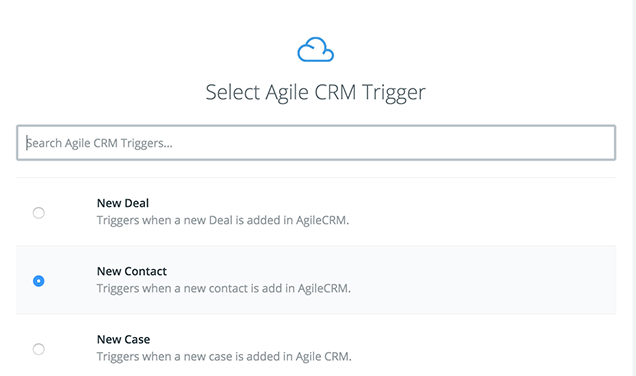 Select Agile CRM Trigger
Search Agile CRM Triggers...
New Deal
Triggers when a new Deal is added in AgileCRM.
New Contact
Triggers when a new contact is add in AgileCRM.
New Case
Triggers when a new case is added in Agile CRM.